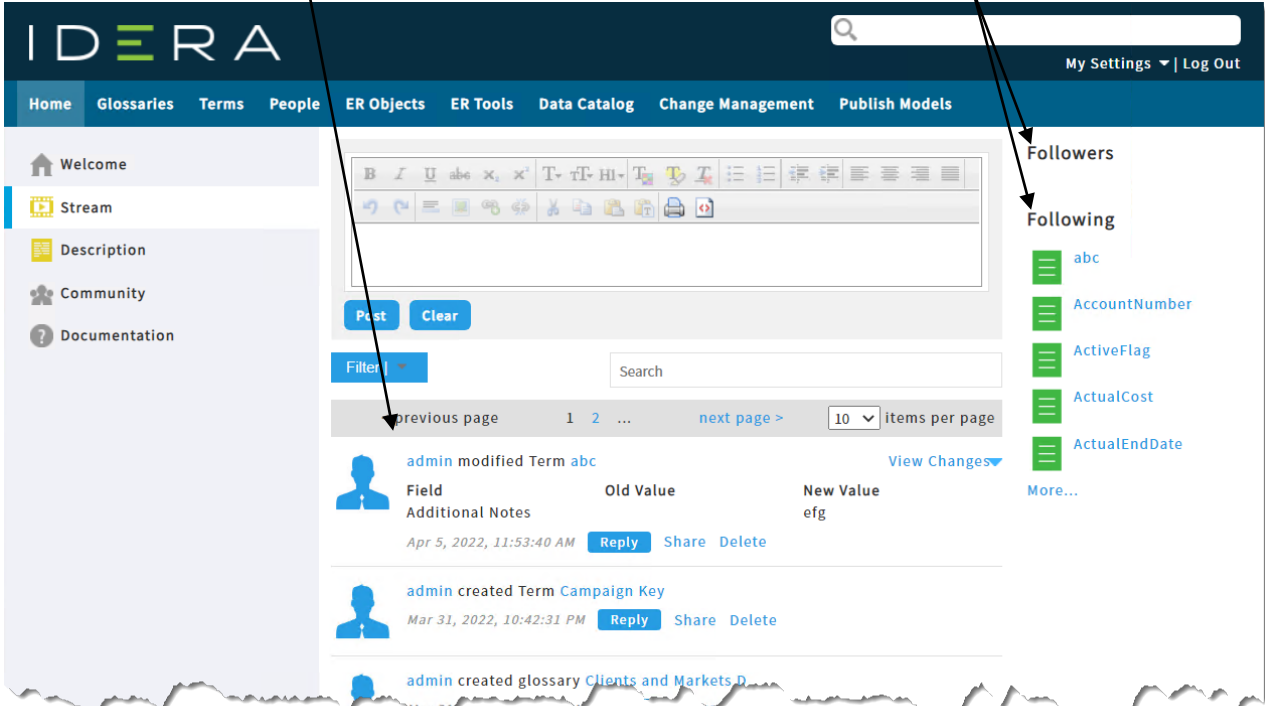 IDERA
My Settings | Log Out
Home Glossaries Terms People ER Objects ER Tools Data Catalog Change Management Publish Models
Welcome
Stream
Description
Community
Documentation
B I U abc X₂ X² T T H1 T T T
T
Post Clear
Filter |
Search
previous page 1 2 ... next page > 10 items per page
admin modified Term abc View Changes
Field Old Value New Value
Additional Notes efg
Apr 5, 2022, 11:53:40 AM Reply Share Delete
admin created Term Campaign Key
Mar 31, 2022, 10:42:31 PM Reply Share Delete
admin created glossary Clients and Markets D
Followers
Following
abc
AccountNumber
ActiveFlag
ActualCost
ActualEndDate
More...